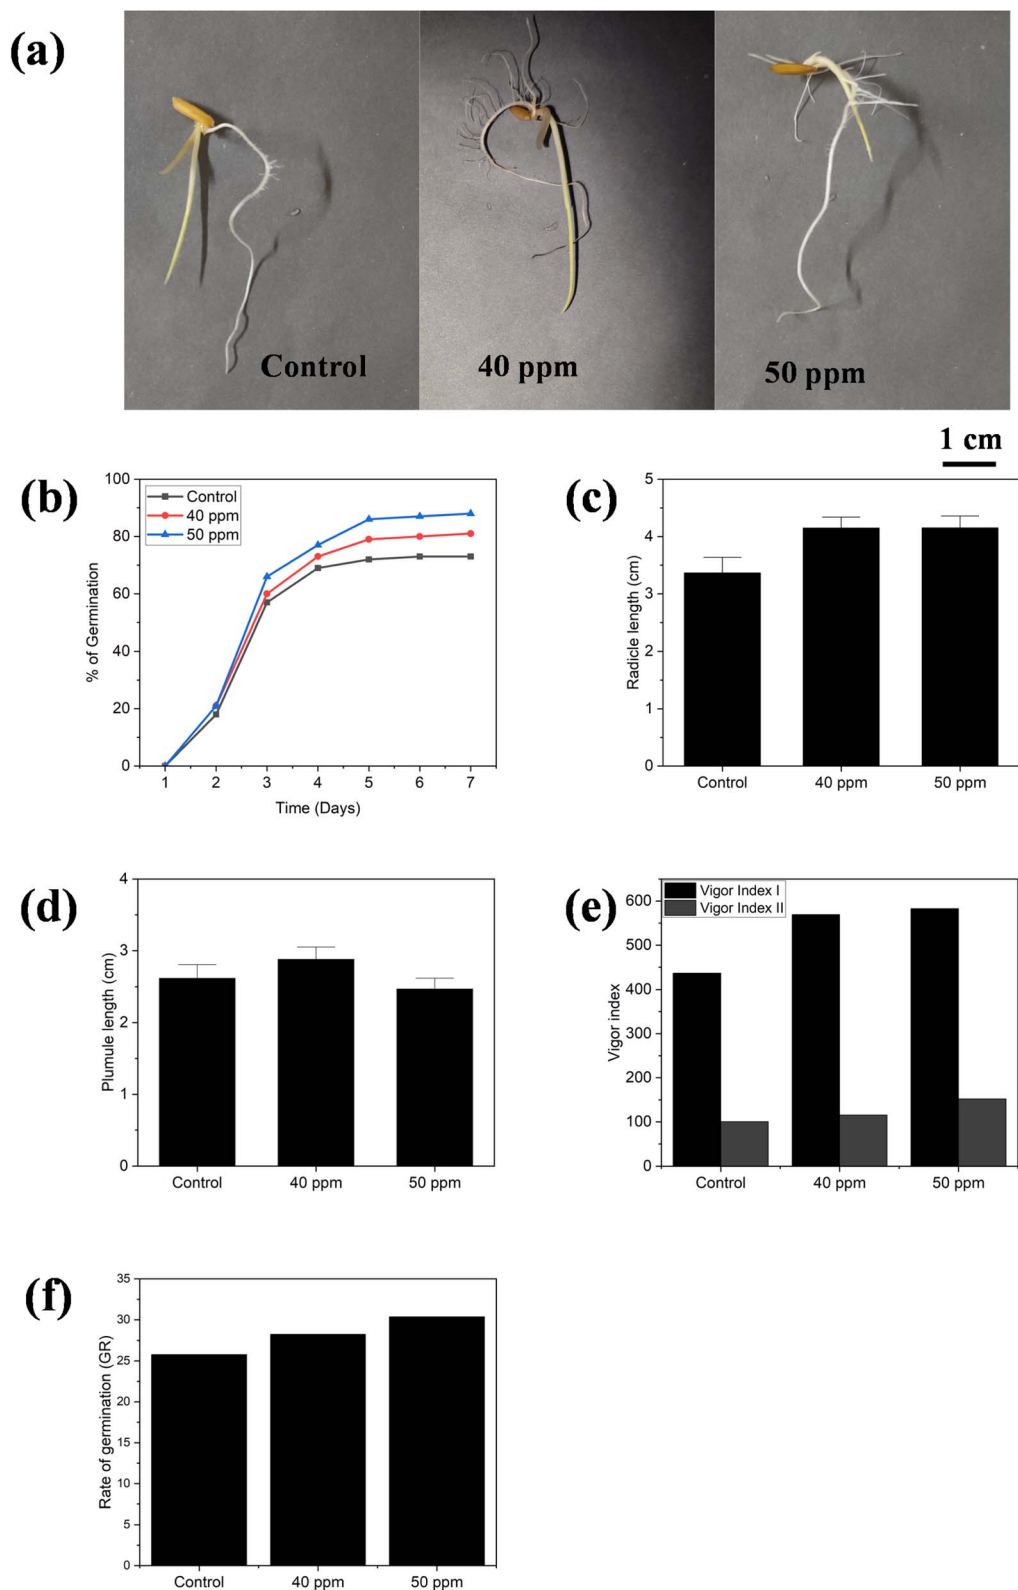 (a)
Control
40 ppm
50 ppm
1 cm
(b)
100
80
60
40
20
0
% of Germination
Control
40 ppm
50 ppm
1 2 3 4 5 6 7
Time (Days)
(c)
5
4
3
2
1
0
Radicle length (cm)
Control 40 ppm 50 ppm
(d)
4
3
2
1
0
Plumule length (cm)
Control 40 ppm 50 ppm
(e)
600
500
400
300
200
100
0
Vigor index
Vigor Index I
Vigor Index II
Control 40 ppm 50 ppm
(f)
35
30
25
20
15
10
5
0
Rate of germination (GR)
Control 40 ppm 50 ppm